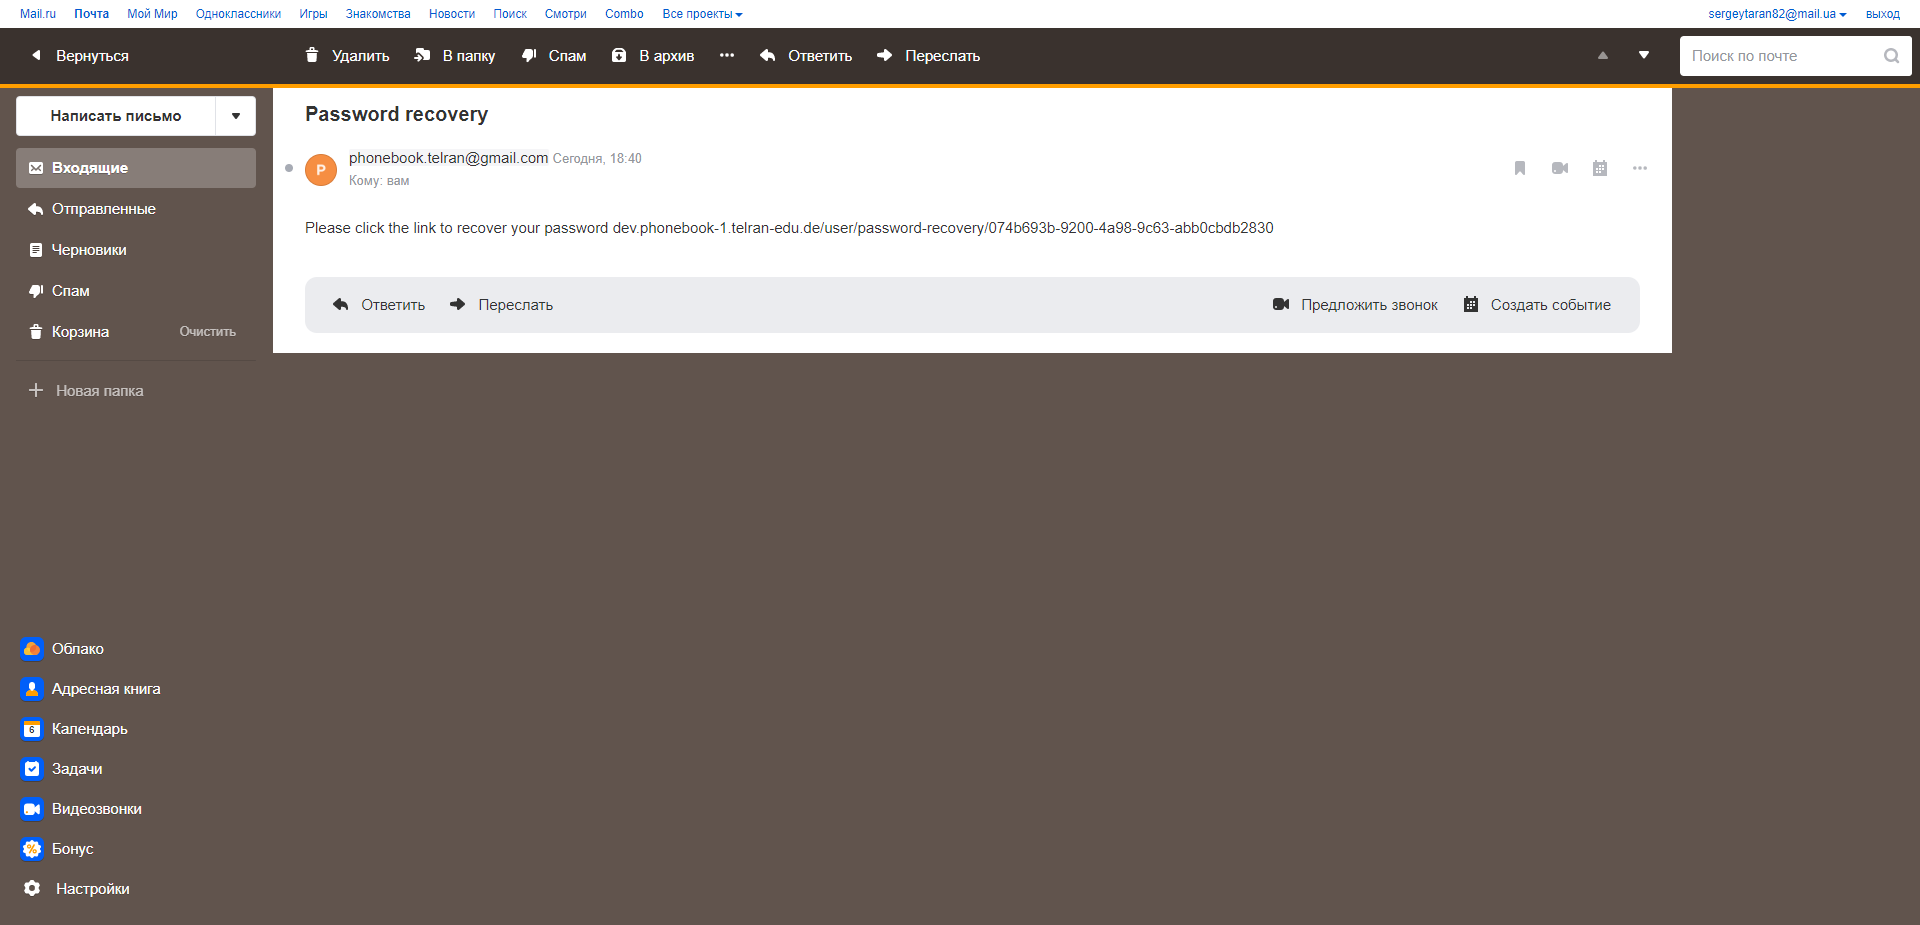 Mail.ru Почта Мой Мир Одноклассники Игры Знакомства Новости Поиск Смотри Combo Все проекты sergeytaran82@mail.ua выход
Вернуться Удалить В папку Спам В архив Ответить Переслать Поиск по почте
Написать письмо
Входящие
Отправленные
Черновики
Спам
Корзина Очистить
Новая папка
Password recovery
P
phonebook.telran@gmail.com Сегодня, 18:40
Кому: вам
Please click the link to recover your password dev.phonebook-1.telran-edu.de/user/password-recovery/074b693b-9200-4a98-9c63-abb0cbdb2830
Ответить Переслать Предложить звонок Создать событие
Облако
Адресная книга
6 Календарь
Задачи
Видеозвонки
% Бонус
Настройки